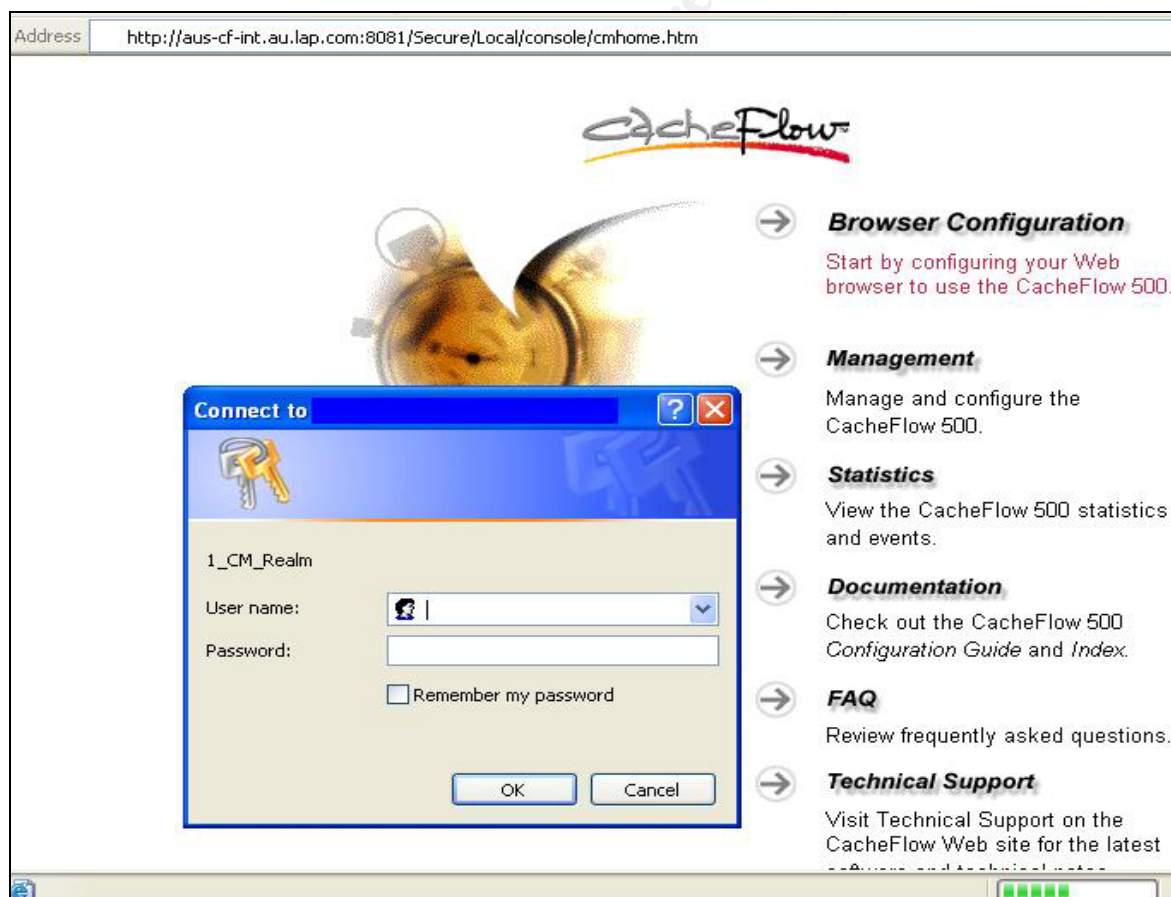 Address http://aus-cf-int.au.lap.com:8081/Secure/Local/console/cmhome.htm
CacheFlow
Browser Configuration
Start by configuring your Web
browser to use the CacheFlow 500.
Management
Manage and configure the
CacheFlow 500.
Statistics
View the CacheFlow 500 statistics
and events.
Documentation
Check out the CacheFlow 500
Configuration Guide and Index.
FAQ
Review frequently asked questions.
Technical Support
Visit Technical Support on the
CacheFlow Web site for the latest
Connect to
1_CM_Realm
User name:
Password:
Remember my password
OK Cancel